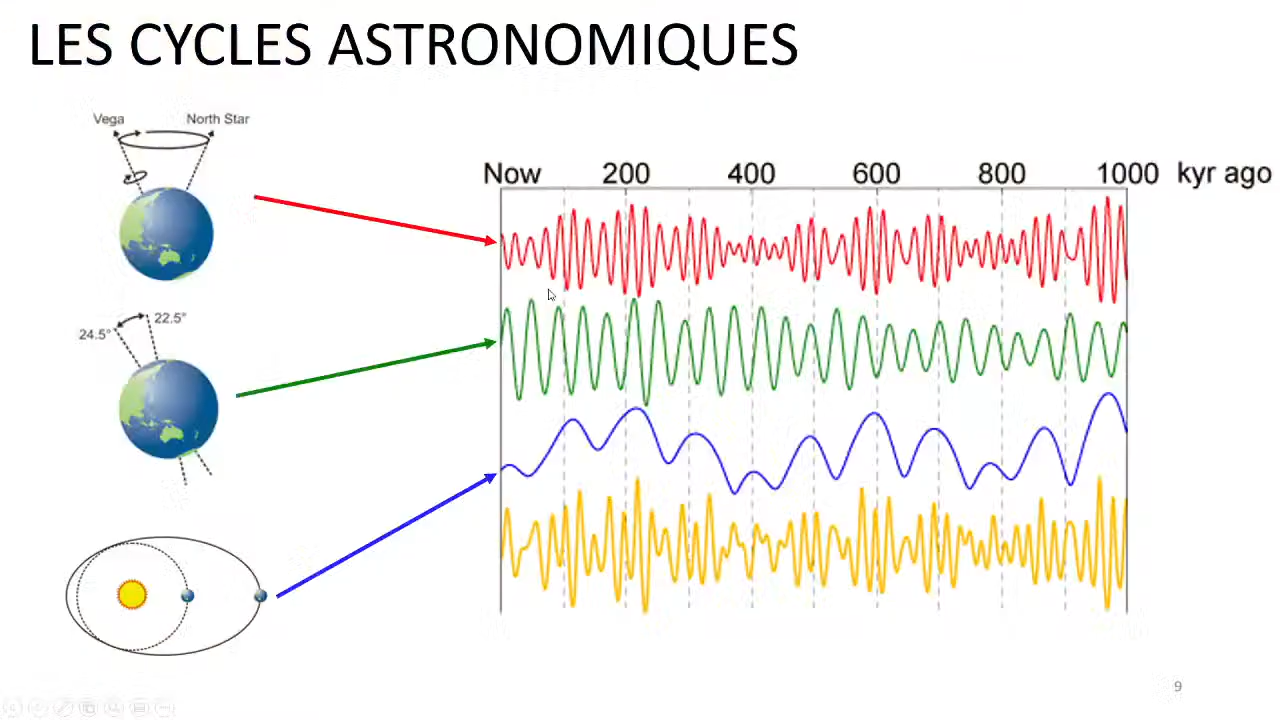 LES CYCLES ASTRONOMIQUES
Vega North Star
Now 200 400 600 800 1000 kyr ago
24.5° 22.5°
9